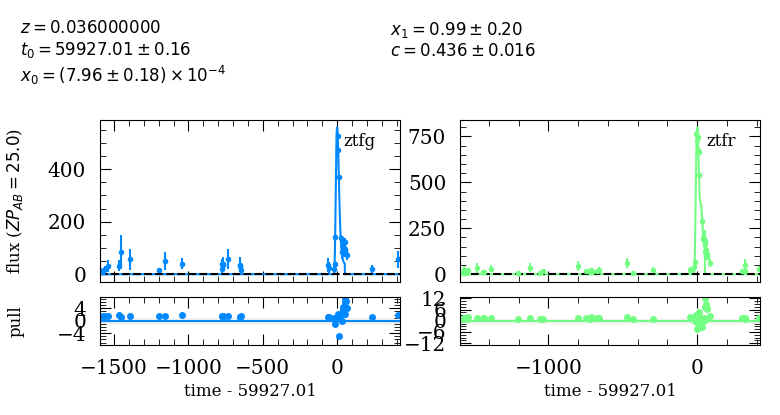 z = 0.036000000
t₀ = 59927.01 ± 0.16
x₀ = (7.96 ± 0.18) × 10⁻⁴
x₁ = 0.99 ± 0.20
c = 0.436 ± 0.016
flux (ZP_AB = 25.0)
400
200
0
ztfg
750
500
250
0
ztfr
pull
4
0
−4
12
6
0
−6
−12
−1500 −1000 −500 0
−1000 0
time - 59927.01
time - 59927.01